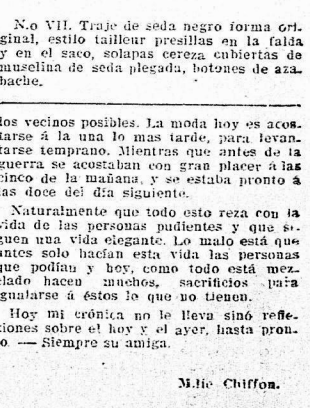 N.o VII. Traje de seda negro forma ori-
ginal, estilo tailleur presillas en la falda
y en el saco, solapas cereza cubiertas de
muselina de seda plegada, botones de aza
bache.
los vecinos posibles. La moda hoy es acos-
tarse á la una lo mas tarde, para levan-
tarse temprano. Mientras que antes de la
guerra se acostaban con gran placer á las
cinco de la mañana, y se estaba pronto á
las doce del día siguiente.
Naturalmente que todo esto reza con la
vida de las personas pudientes y que si-
guen una vida elegante. Lo malo está que
antes solo hacían esta vida las personas
que podían y hoy, como todo está mez-
clado hacen muchos, sacrificios para
igualarse á éstos lo que no tienen.
Hoy mi crónica no le lleva sinó refle-
xiones sobre el hoy y el ayer, hasta pron-
to. — Siempre su amiga.
M.lie Chiffon.